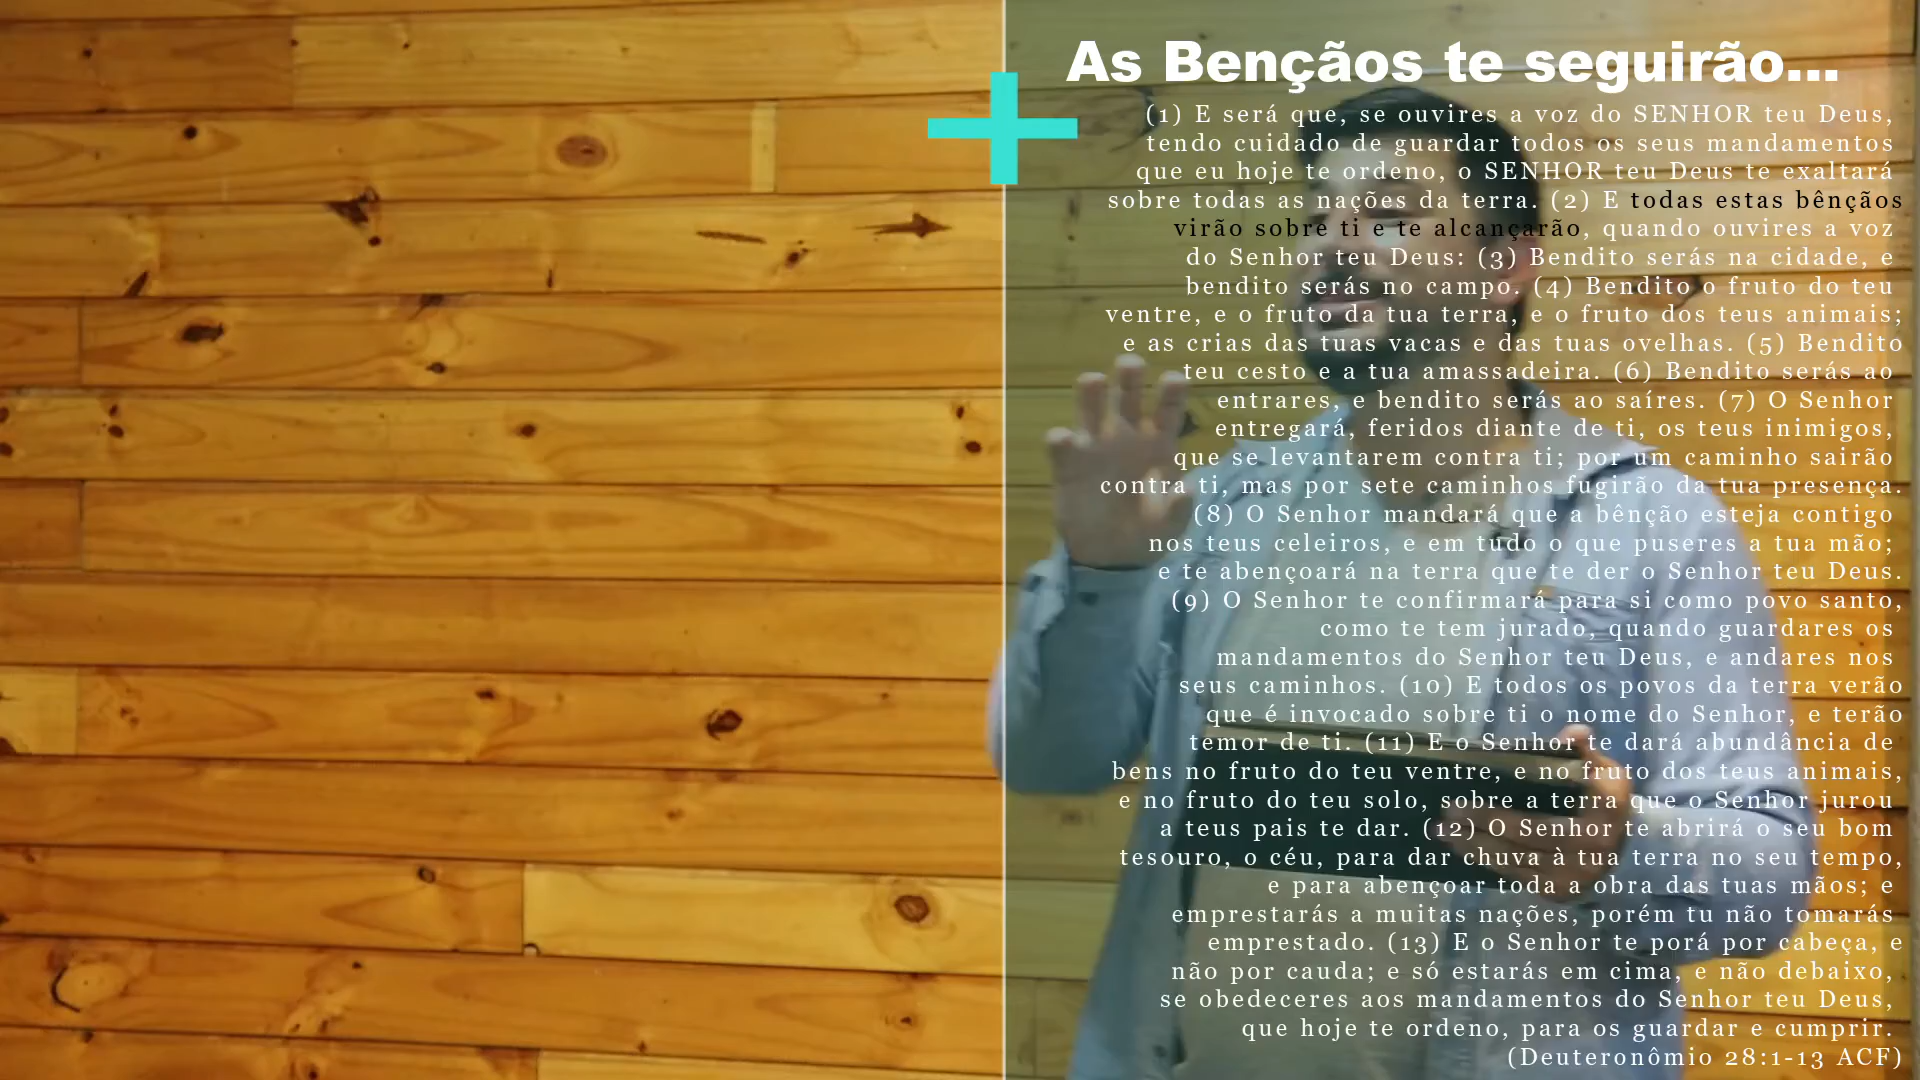 As Bençãos te seguirão...
(1) E será que, se ouvires a voz do SENHOR teu Deus,
tendo cuidado de guardar todos os seus mandamentos
que eu hoje te ordeno, o SENHOR teu Deus te exaltará
sobre todas as nações da terra. (2) E todas estas bênçãos
virão sobre ti e te alcançarão, quando ouvires a voz
do Senhor teu Deus: (3) Bendito serás na cidade, e
bendito serás no campo. (4) Bendito o fruto do teu
ventre, e o fruto da tua terra, e o fruto dos teus animais;
e as crias das tuas vacas e das tuas ovelhas. (5) Bendito
teu cesto e a tua amassadeira. (6) Bendito serás ao
entrares, e bendito serás ao saíres. (7) O Senhor
entregará, feridos diante de ti, os teus inimigos,
que se levantarem contra ti; por um caminho sairão
contra ti, mas por sete caminhos fugirão da tua presença.
(8) O Senhor mandará que a bênção esteja contigo
nos teus celeiros, e em tudo o que puseres a tua mão;
e te abençoará na terra que te der o Senhor teu Deus.
(9) O Senhor te confirmará para si como povo santo,
como te tem jurado, quando guardares os
mandamentos do Senhor teu Deus, e andares nos
seus caminhos. (10) E todos os povos da terra verão
que é invocado sobre ti o nome do Senhor, e terão
temor de ti. (11) E o Senhor te dará abundância de
bens no fruto do teu ventre, e no fruto dos teus animais,
e no fruto do teu solo, sobre a terra que o Senhor jurou
a teus pais te dar. (12) O Senhor te abrirá o seu bom
tesouro, o céu, para dar chuva à tua terra no seu tempo,
e para abençoar toda a obra das tuas mãos; e
emprestarás a muitas nações, porém tu não tomarás
emprestado. (13) E o Senhor te porá por cabeça, e
não por cauda; e só estarás em cima, e não debaixo,
se obedeceres aos mandamentos do Senhor teu Deus,
que hoje te ordeno, para os guardar e cumprir.
(Deuteronômio 28:1-13 ACF)